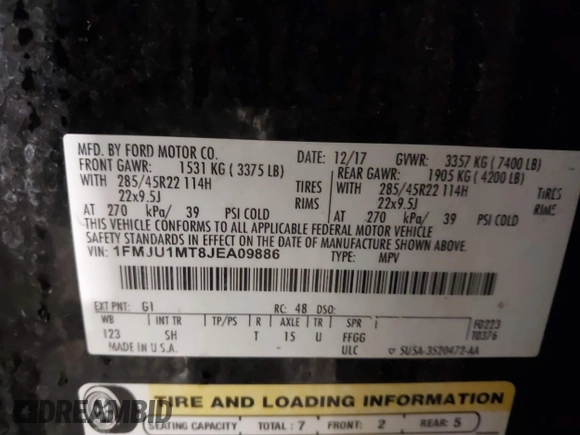 MFD. BY FORD MOTOR CO.
DATE: 12/17 GVWR: 3357 KG ( 7400 LB)
FRONT GAWR: 1531 KG ( 3375 LB) REAR GAWR: 1905 KG ( 4200 LB)
WITH 285/45R22 114H TIRES WITH 285/45R22 114H TIRES
22x9.5J RIMS 22x9.5J RIMS
AT 270 kPa/ 39 PSI COLD AT 270 kPa/ 39 PSI COLD
THIS VEHICLE CONFORMS TO ALL APPLICABLE FEDERAL MOTOR VEHICLE
SAFETY STANDARDS IN EFFECT ON THE DATE OF MANUFACTURE SHOWN ABOVE.
VIN: 1FMJU1MT8JEA09886 TYPE: MPV
EXT PNT: G1 RC: 48 DSO:
WB INT TR TP/PS R AXLE TR SPR F0223
123 SH T 15 U FFGG T0376
MADE IN U.S.A. ULC SU5A-3520472-AA
TIRE AND LOADING INFORMATION
SEATING CAPACITY TOTAL : 7 FRONT: 2 REAR: 5
DREAMBID